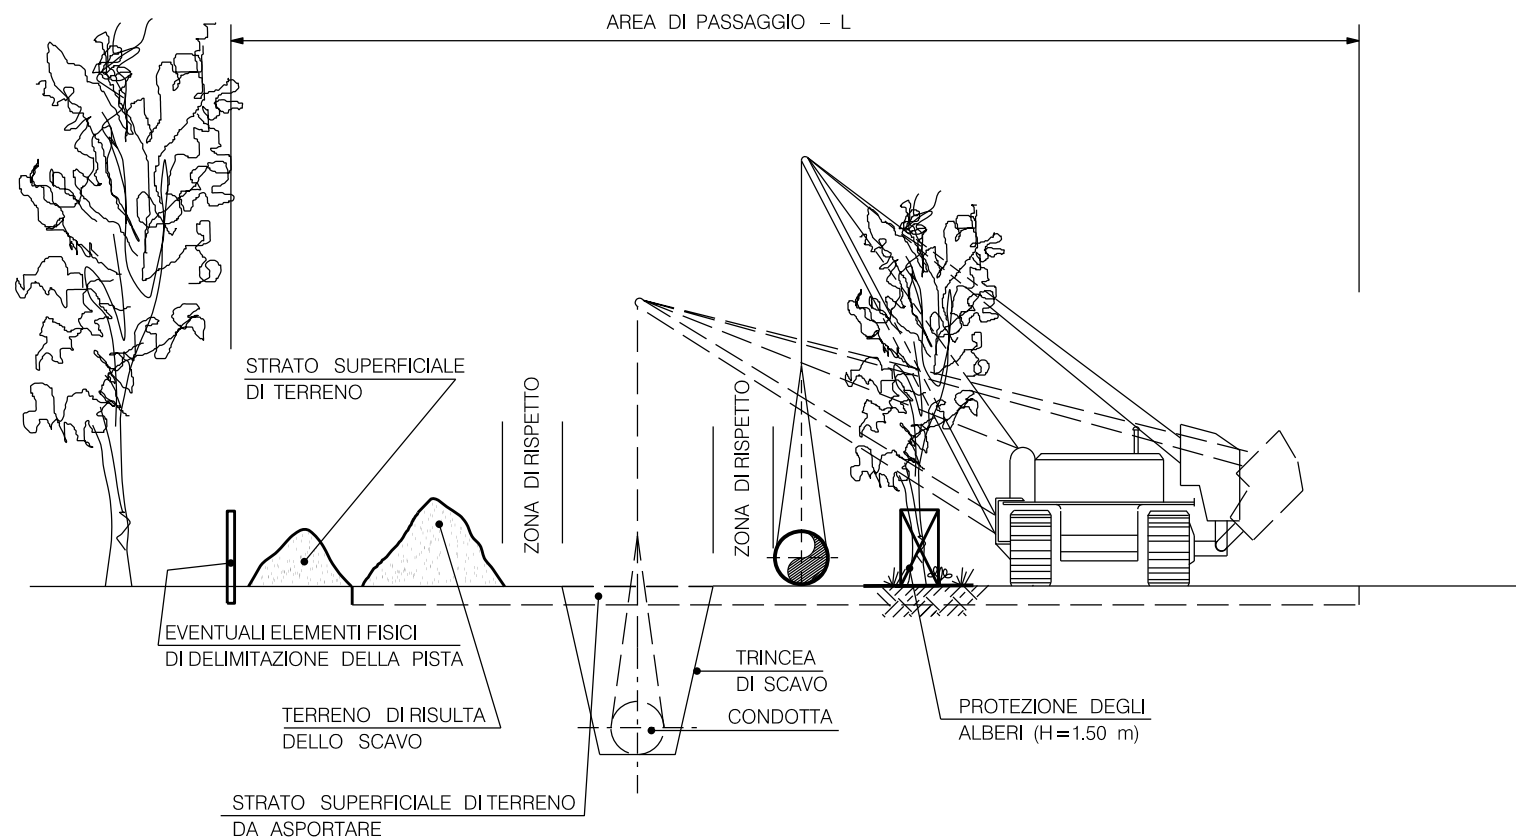 AREA DI PASSAGGIO - L
STRATO SUPERFICIALE
DI TERRENO
ZONA DI RISPETTO
ZONA DI RISPETTO
EVENTUALI ELEMENTI FISICI
DI DELIMITAZIONE DELLA PISTA
TERRENO DI RISULTA
DELLO SCAVO
TRINCEA
DI SCAVO
CONDOTTA
PROTEZIONE DEGLI
ALBERI (H=1.50 m)
STRATO SUPERFICIALE DI TERRENO
DA ASPORTARE